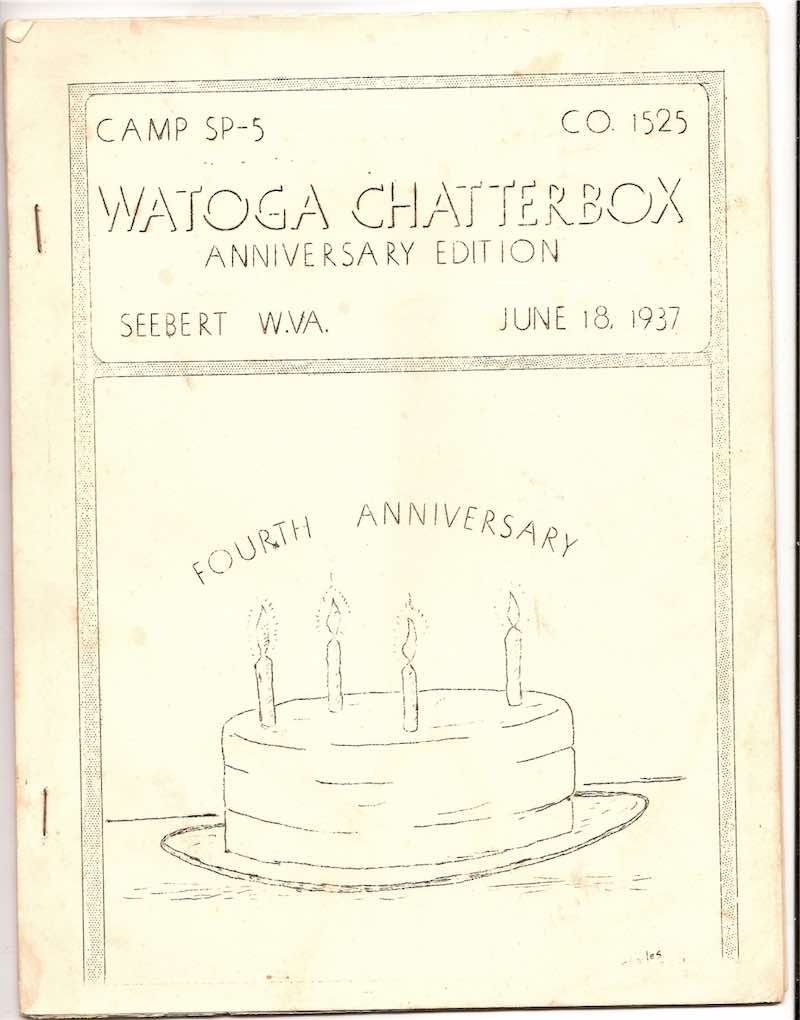 CAMP SP-5 CO. 1525
WATOGA CHATTERBOX
ANNIVERSARY EDITION
SEEBERT W.VA. JUNE 18, 1937
FOURTH ANNIVERSARY